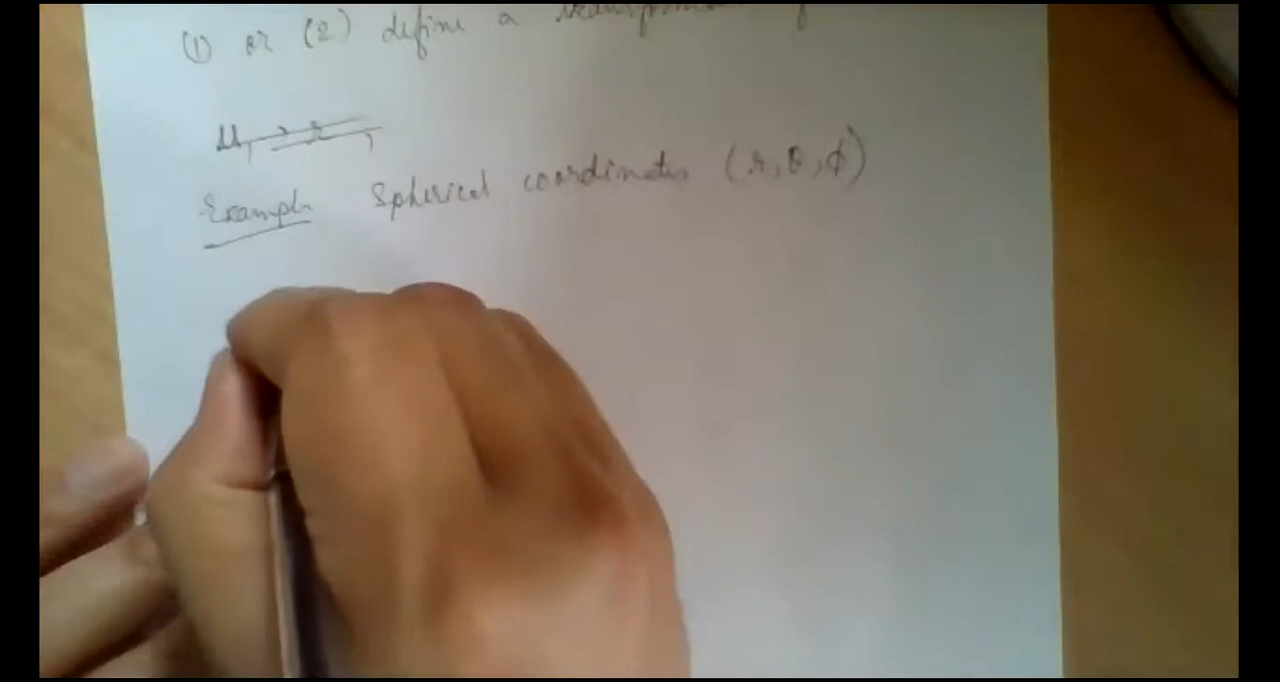 (1) or (2) define a
Example Spherical coordinates (r, θ, ϕ)